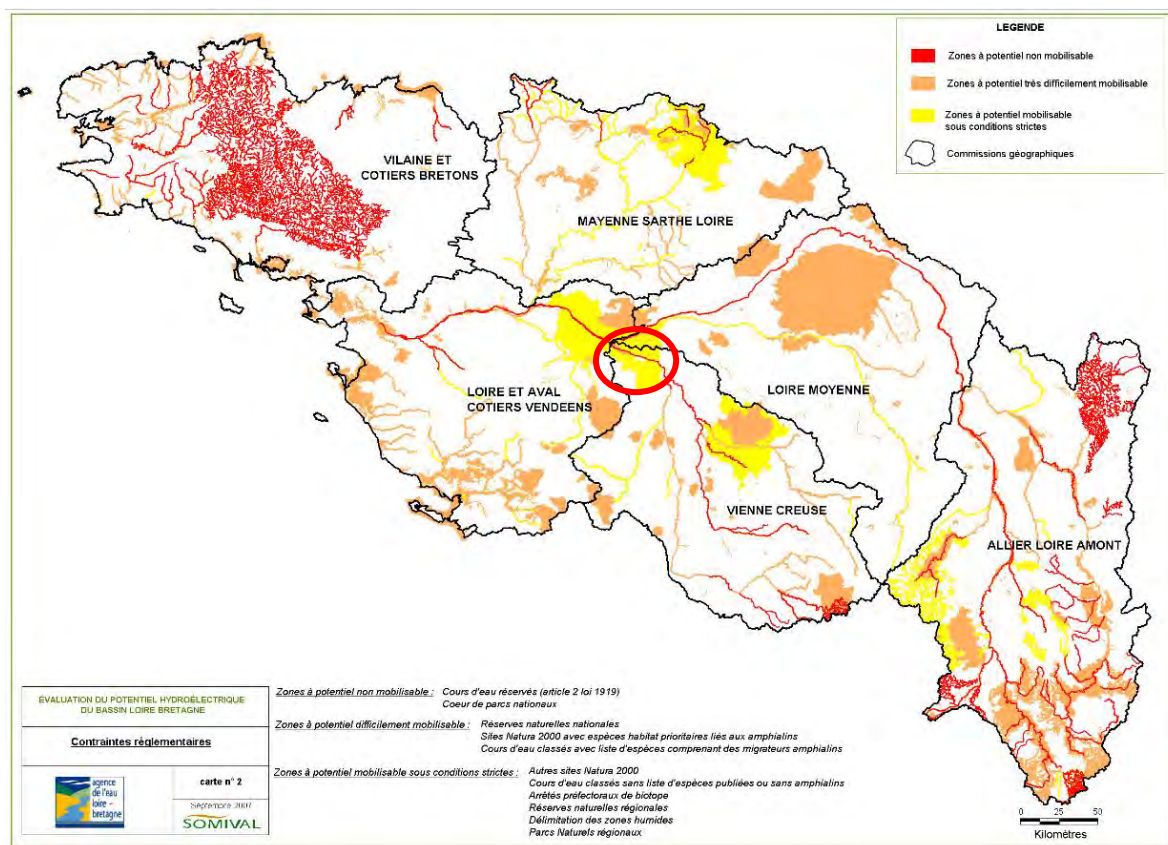 LEGENDE
Zones à potentiel non mobilisable
Zones à potentiel très difficilement mobilisable
Zones à potentiel mobilisable
sous conditions strictes
Commissions géographiques
VILAINE ET
COTIERS BRETONS
MAYENNE SARTHE LOIRE
LOIRE ET AVAL
COTIERS VENDEENS
LOIRE MOYENNE
VIENNE CREUSE
ALLIER LOIRE AMONT
ÉVALUATION DU POTENTIEL HYDROÉLECTRIQUE
DU BASSIN LOIRE BRETAGNE
Contraintes réglementaires
agence
de l'eau
loire -
bretagne
carte n° 2
Septembre 2007
SOMIVAL
Zones à potentiel non mobilisable : Cours d'eau réservés (article 2 loi 1919)
Coeur de parcs nationaux
Zones à potentiel difficilement mobilisable : Réserves naturelles nationales
Sites Natura 2000 avec espèces habitat prioritaires liés aux amphialins
Cours d'eau classés avec liste d'espèces comprenant des migrateurs amphialins
Zones à potentiel mobilisable sous conditions strictes : Autres sites Natura 2000
Cours d'eau classés sans liste d'espèces publiées ou sans amphialins
Arrêtés préfectoraux de biotope
Réserves naturelles régionales
Délimitation des zones humides
Parcs Naturels régionaux
0 25 50
Kilomètres